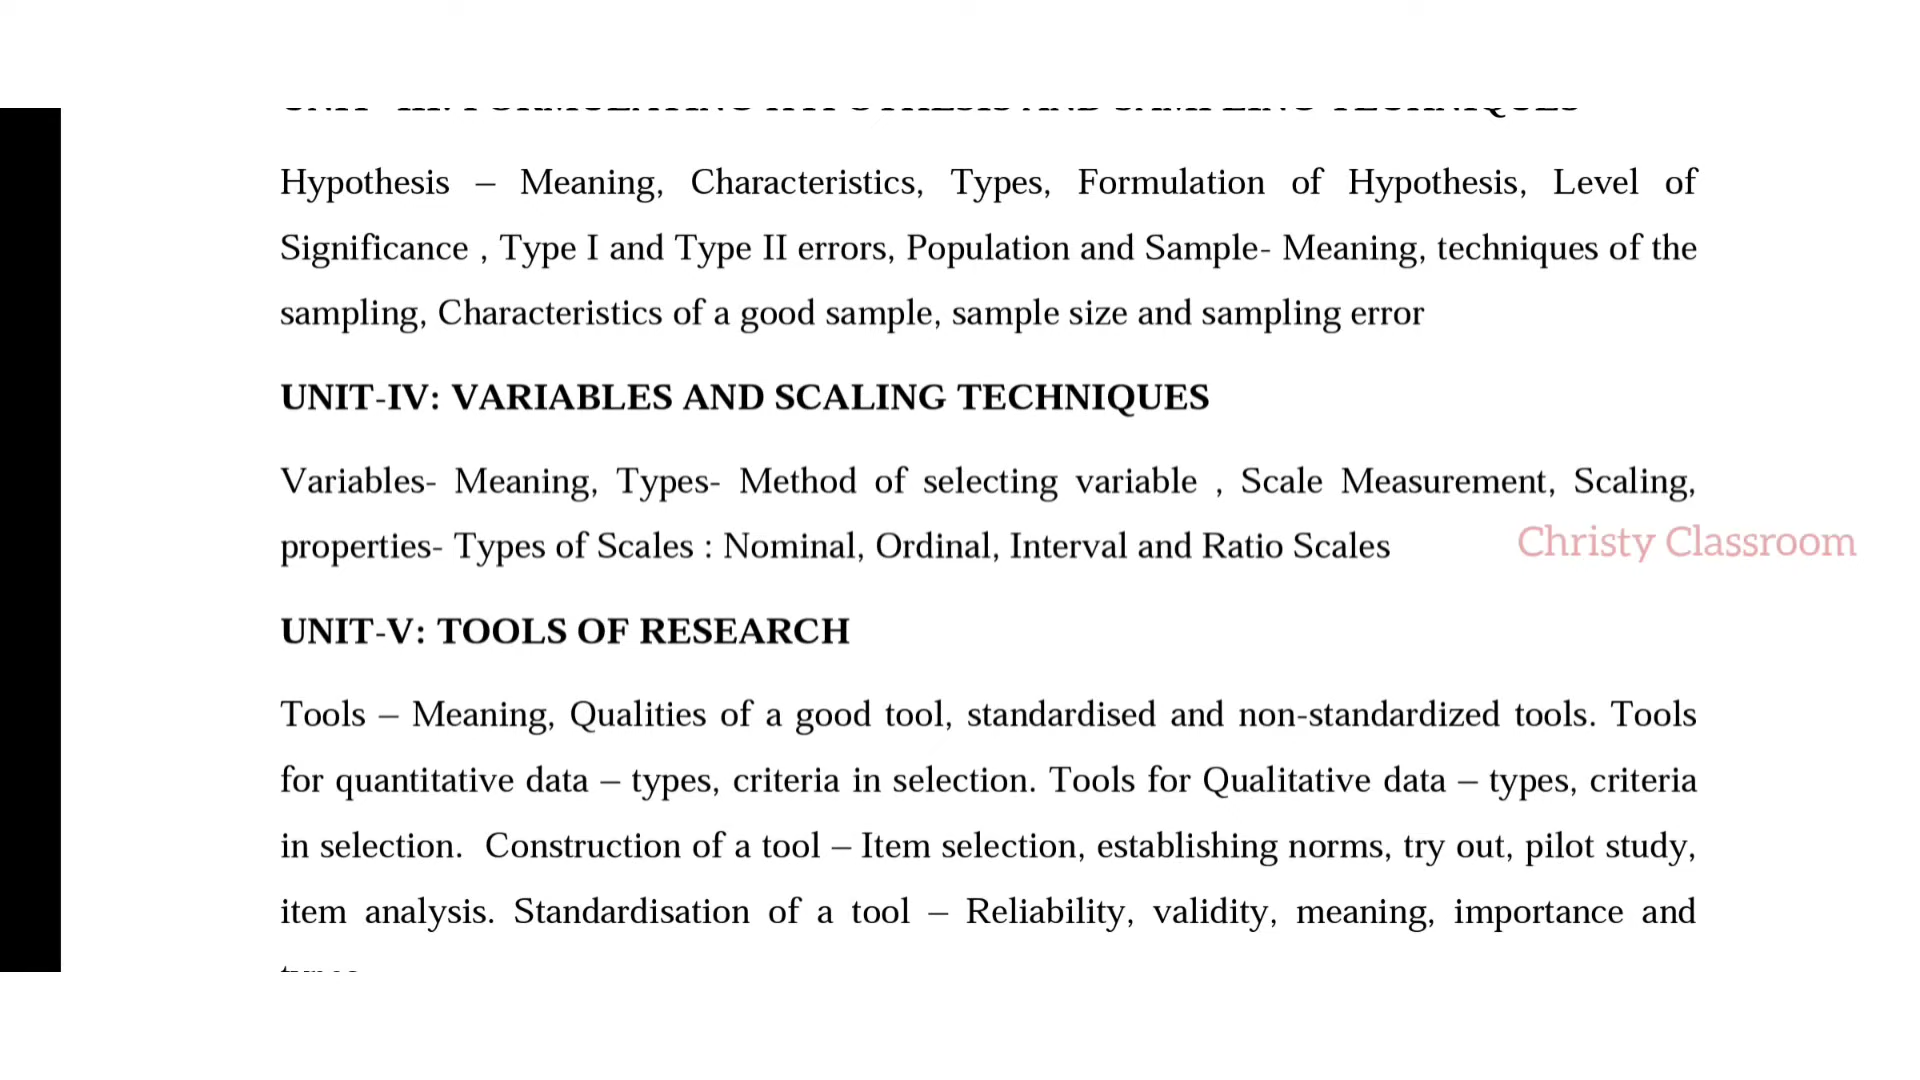 Hypothesis – Meaning, Characteristics, Types, Formulation of Hypothesis, Level of
Significance , Type I and Type II errors, Population and Sample- Meaning, techniques of the
sampling, Characteristics of a good sample, sample size and sampling error
UNIT-IV: VARIABLES AND SCALING TECHNIQUES
Variables- Meaning, Types- Method of selecting variable , Scale Measurement, Scaling,
properties- Types of Scales : Nominal, Ordinal, Interval and Ratio Scales
Christy Classroom
UNIT-V: TOOLS OF RESEARCH
Tools – Meaning, Qualities of a good tool, standardised and non-standardized tools. Tools
for quantitative data – types, criteria in selection. Tools for Qualitative data – types, criteria
in selection. Construction of a tool – Item selection, establishing norms, try out, pilot study,
item analysis. Standardisation of a tool – Reliability, validity, meaning, importance and